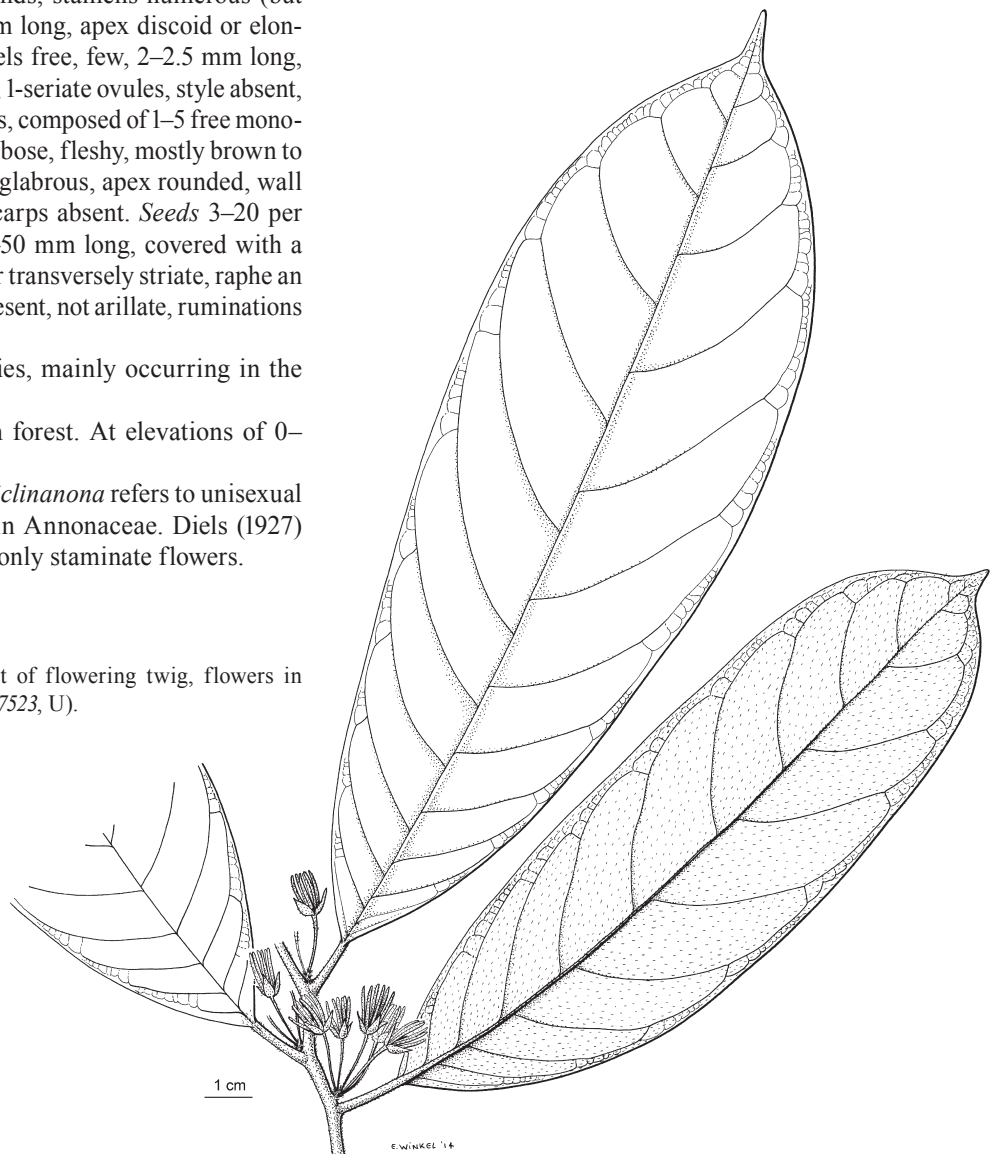 nds, stamens numerous (but
m long, apex discoid or elon-
els free, few, 2–2.5 mm long,
1-seriate ovules, style absent,
s, composed of 1–5 free mono-
bose, fleshy, mostly brown to
glabrous, apex rounded, wall
carps absent. Seeds 3–20 per
50 mm long, covered with a
r transversely striate, raphe an
esent, not arillate, ruminations
ies, mainly occurring in the
n forest. At elevations of 0–
iclinanona refers to unisexual
in Annonaceae. Diels (1927)
only staminate flowers.
t of flowering twig, flowers in
7523, U).
1 cm
E.WINKEL '14